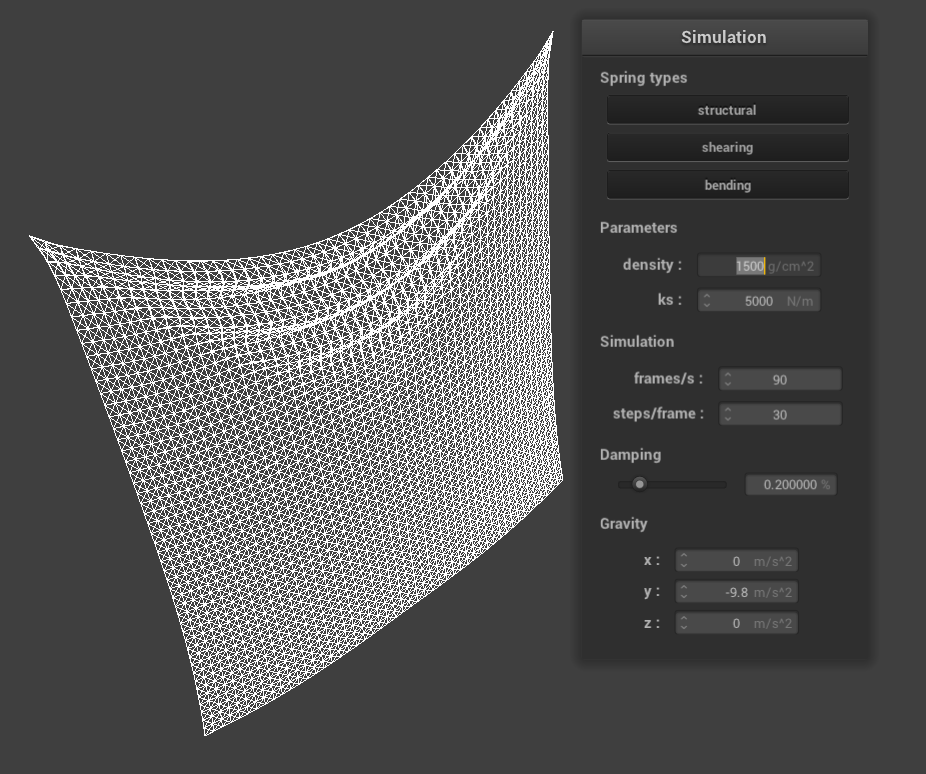 Simulation
Spring types
structural
shearing
bending
Parameters
density : 1500 g/cm^2
ks : 5000 N/m
Simulation
frames/s : 90
steps/frame : 30
Damping
0.200000 %
Gravity
x : 0 m/s^2
y : -9.8 m/s^2
z : 0 m/s^2